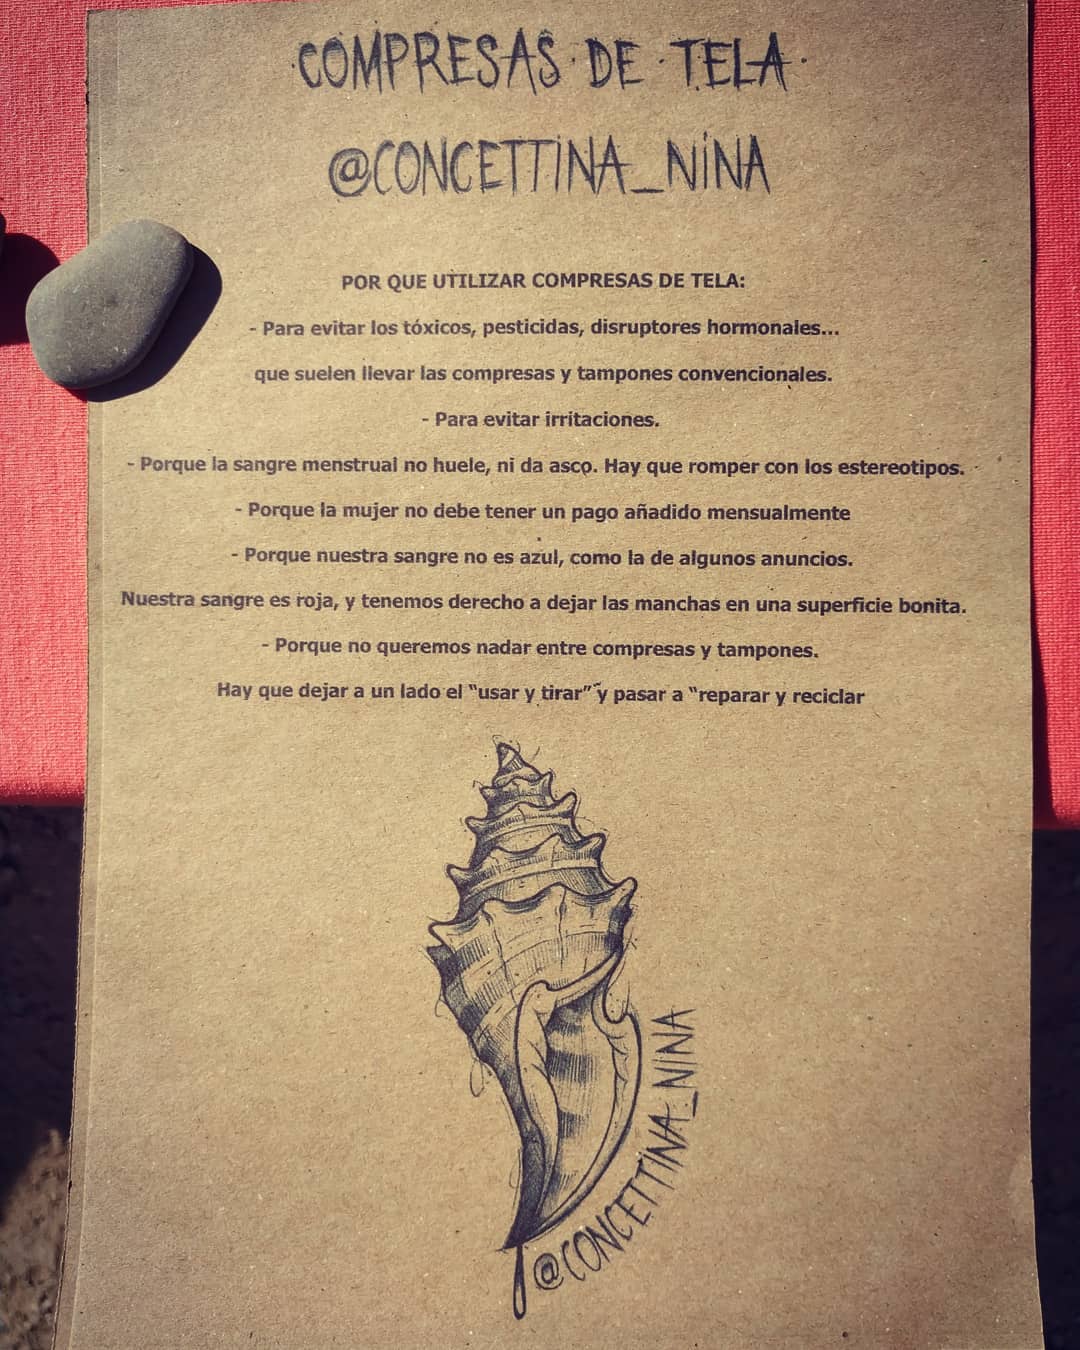 ·COMPRESAS·DE·TELA·
@CONCETTINA_NINA
POR QUE UTILIZAR COMPRESAS DE TELA:
- Para evitar los tóxicos, pesticidas, disruptores hormonales...
que suelen llevar las compresas y tampones convencionales.
- Para evitar irritaciones.
- Porque la sangre menstrual no huele, ni da asco. Hay que romper con los estereotipos.
- Porque la mujer no debe tener un pago añadido mensualmente
- Porque nuestra sangre no es azul, como la de algunos anuncios.
Nuestra sangre es roja, y tenemos derecho a dejar las manchas en una superficie bonita.
- Porque no queremos nadar entre compresas y tampones.
Hay que dejar a un lado el "usar y tirar" y pasar a "reparar y reciclar
@CONCETTINA_NINA